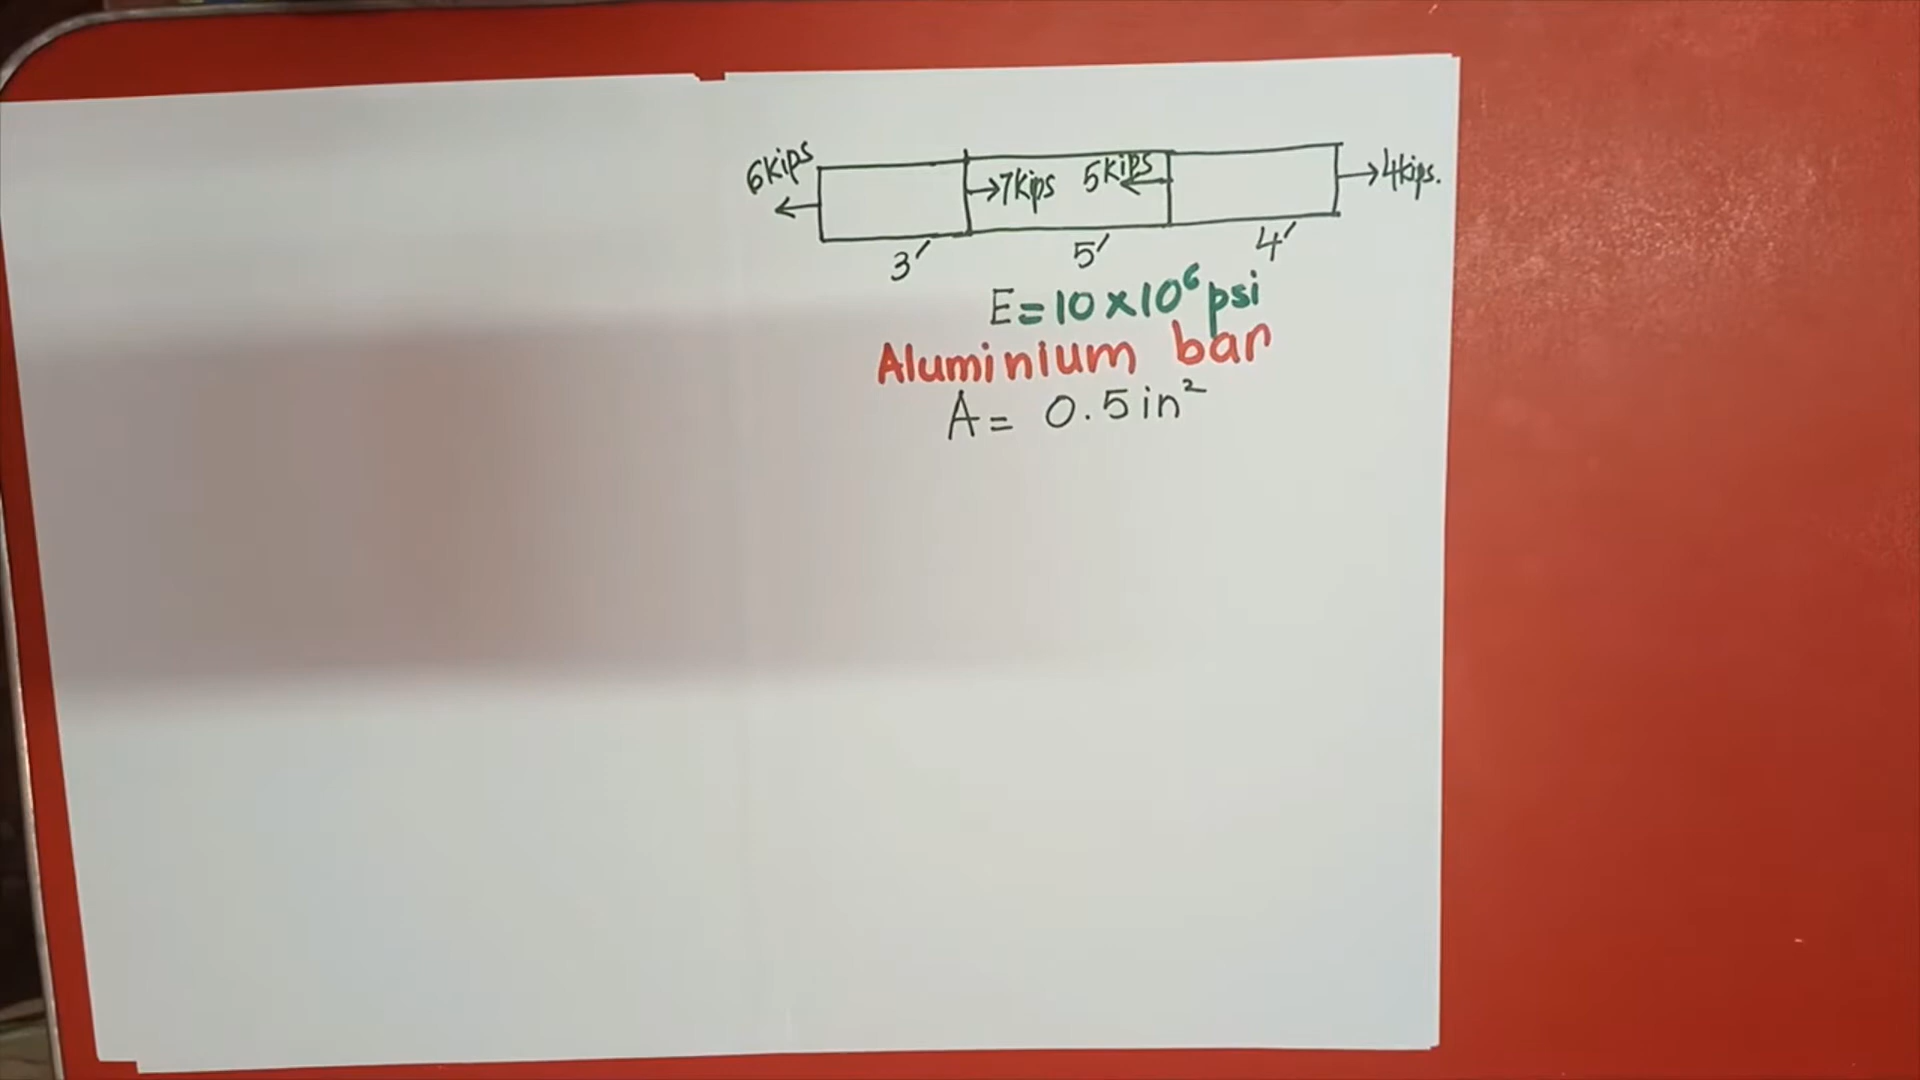 6kips
7kips 5kips
4kips.
3′ 5′ 4′
E=10×10⁶psi
Aluminium bar
A= 0.5in²